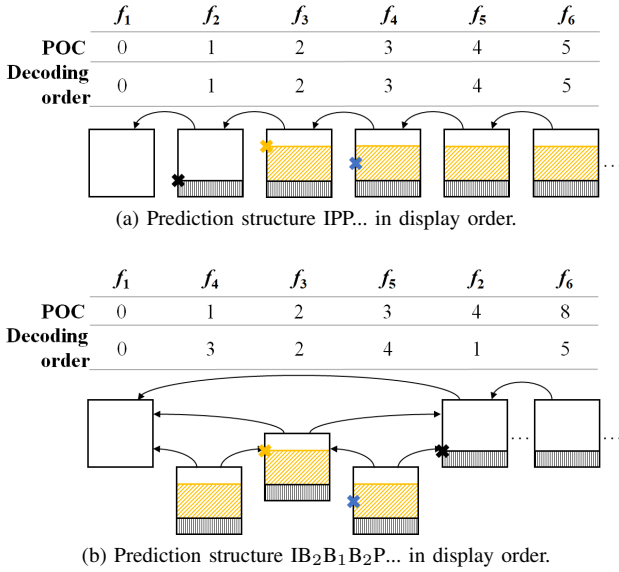 f₁ f₂ f₃ f₄ f₅ f₆
POC 0 1 2 3 4 5
Decoding order 0 1 2 3 4 5
...
(a) Prediction structure IPP... in display order.
f₁ f₄ f₃ f₅ f₂ f₆
POC 0 1 2 3 4 8
Decoding order 0 3 2 4 1 5
... ...
(b) Prediction structure IB₂B₁B₂P... in display order.